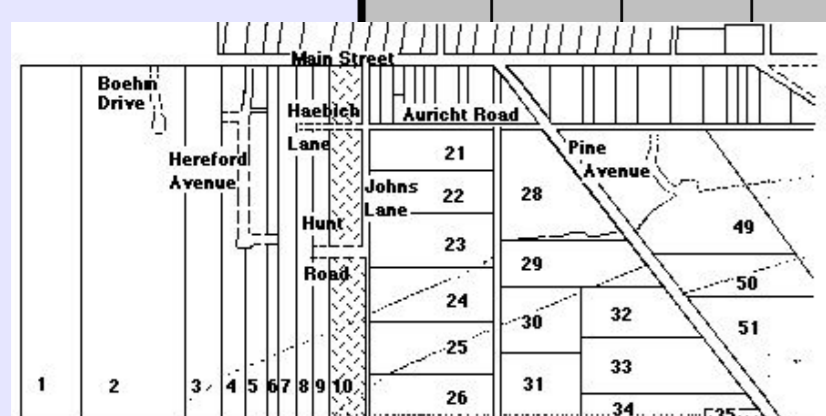 Main Street
Boehm
Drive
Haebich
Auricht Road
Lane
Pine
Avenue
21
Hereford
Avenue
Johns
Lane
22
28
Hunt
23
49
Road
29
50
24
30
32
51
25
33
1
2
3
4
5
6
7
8
9
10
26
31
34
35